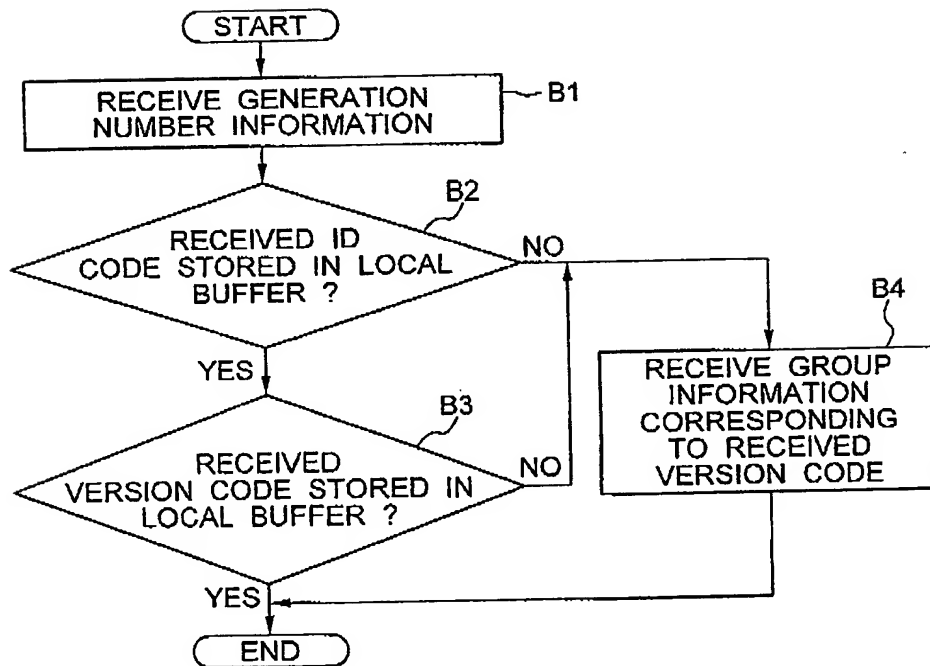 START
RECEIVE GENERATION
NUMBER INFORMATION
B1
B2
RECEIVED ID
CODE STORED IN LOCAL
BUFFER ?
NO
YES
B3
RECEIVED
VERSION CODE STORED IN
LOCAL BUFFER ?
NO
YES
B4
RECEIVE GROUP
INFORMATION
CORRESPONDING
TO RECEIVED
VERSION CODE
END